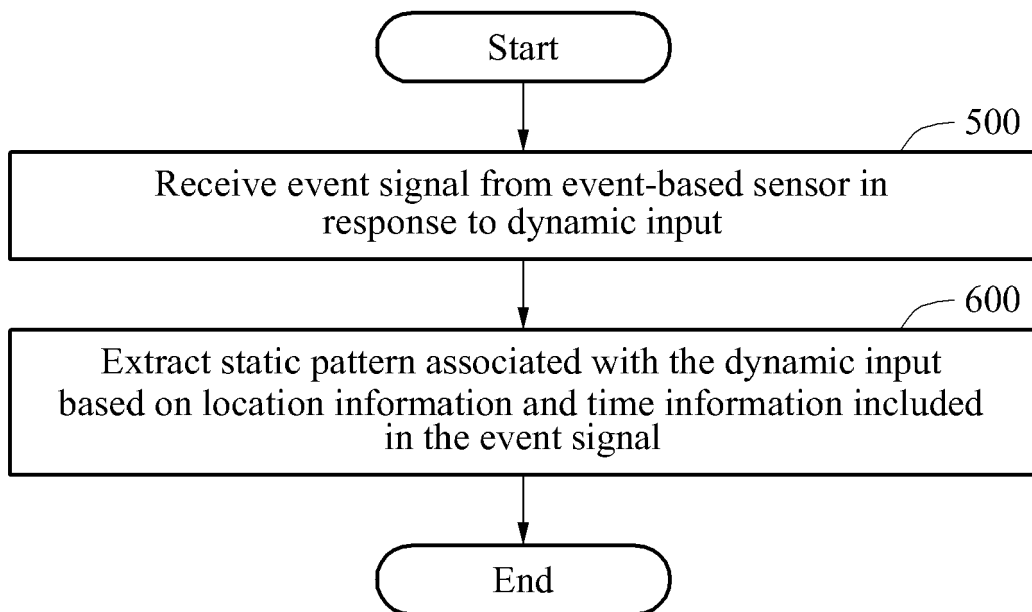 Start
500
Receive event signal from event-based sensor in
response to dynamic input
600
Extract static pattern associated with the dynamic input
based on location information and time information included
in the event signal
End